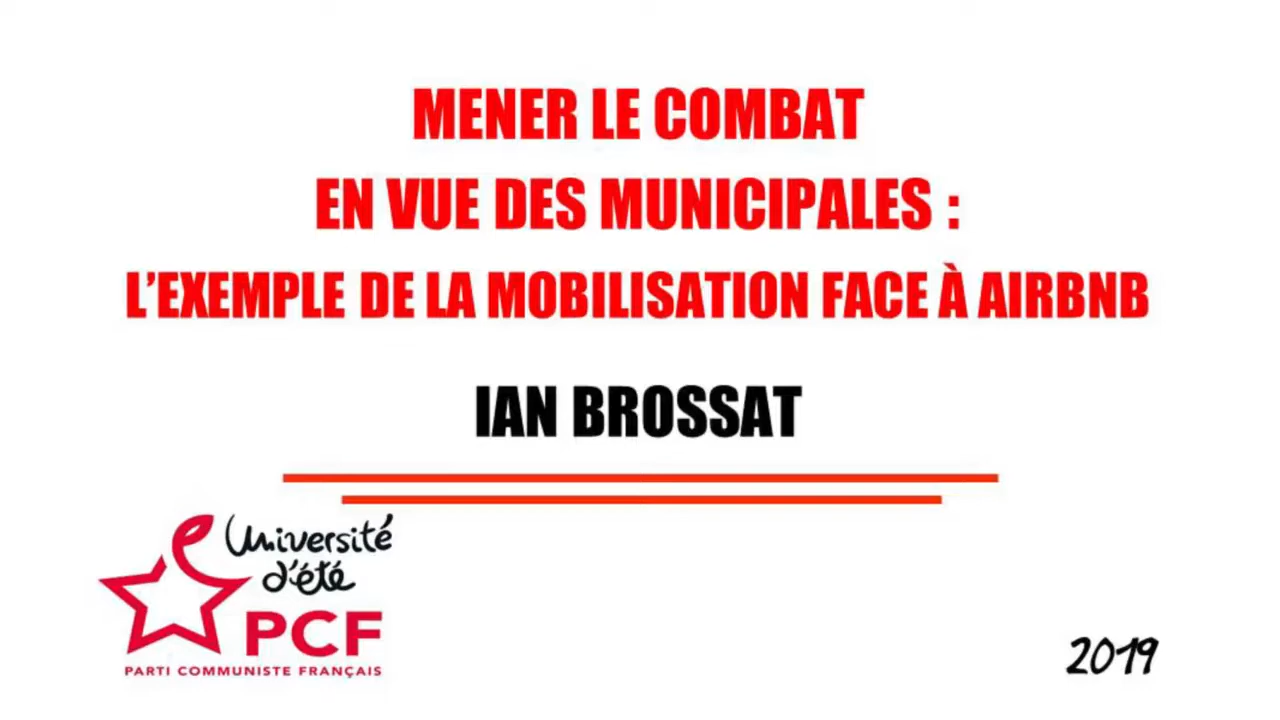 MENER LE COMBAT
EN VUE DES MUNICIPALES :
L'EXEMPLE DE LA MOBILISATION FACE À AIRBNB
IAN BROSSAT
Université
d'été
PCF
PARTI COMMUNISTE FRANÇAIS
2019